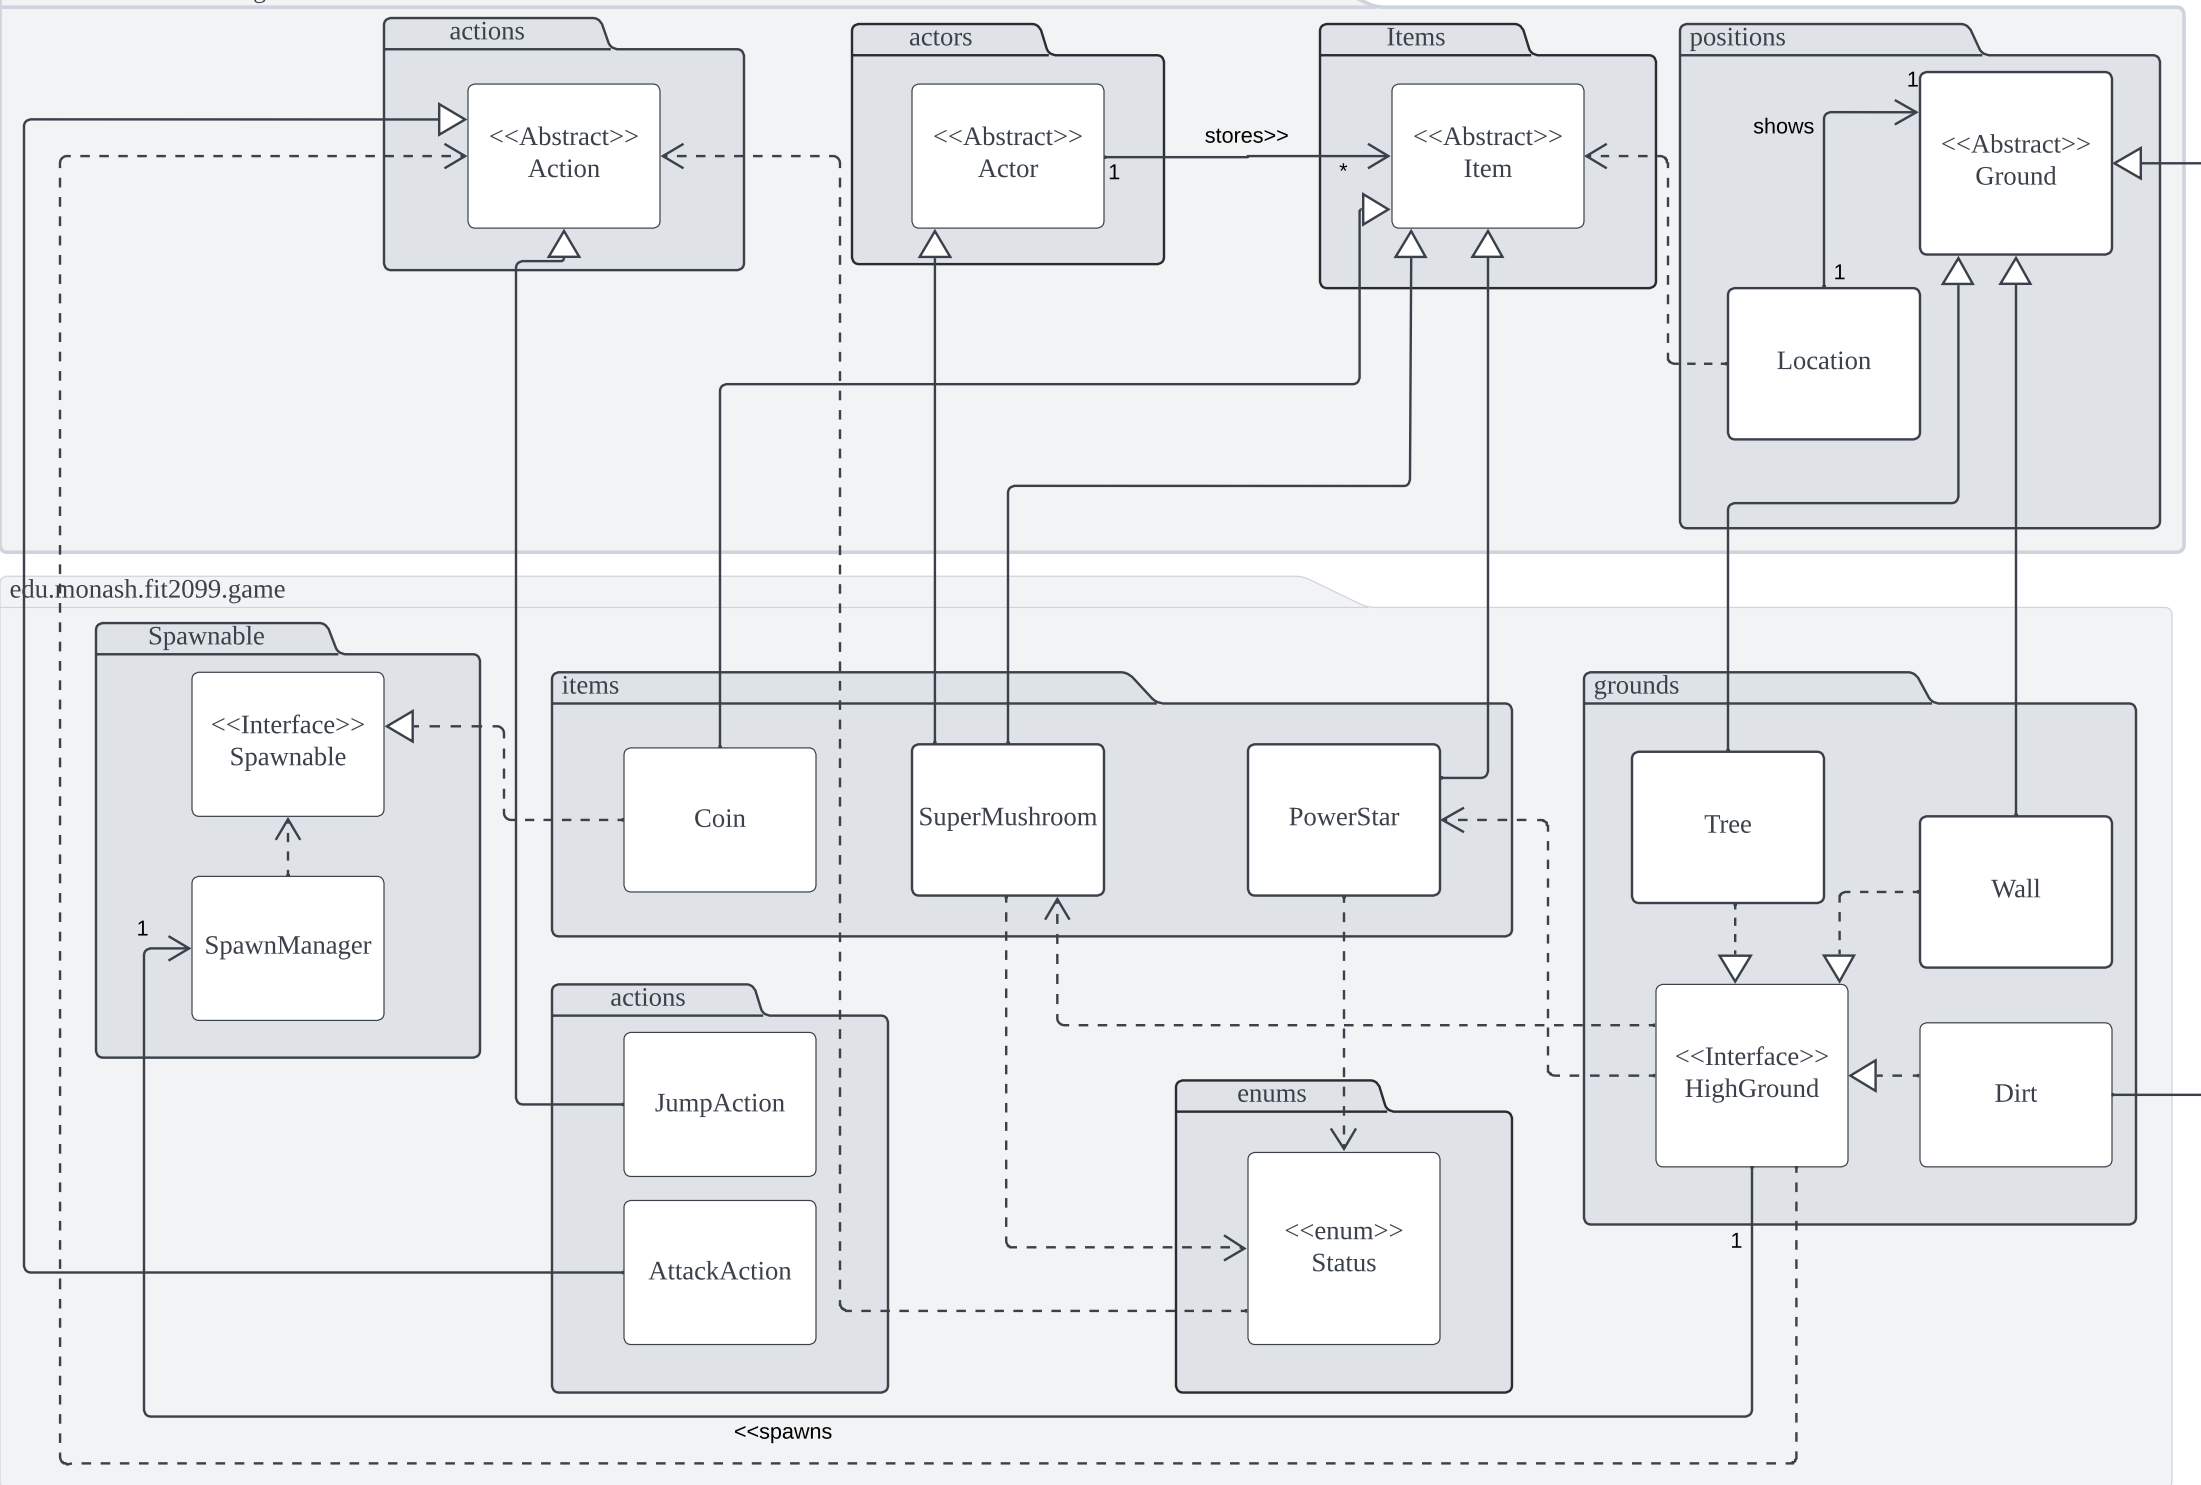 actions
actors
Items
positions
<<Abstract>>
Action
<<Abstract>>
Actor
1
stores>>
*
<<Abstract>>
Item
shows
1
1
<<Abstract>>
Ground
Location
edu.monash.fit2099.game
Spawnable
<<Interface>>
Spawnable
1
SpawnManager
items
Coin
SuperMushroom
PowerStar
grounds
Tree
Wall
<<Interface>>
HighGround
Dirt
1
actions
JumpAction
AttackAction
enums
<<enum>>
Status
<<spawns